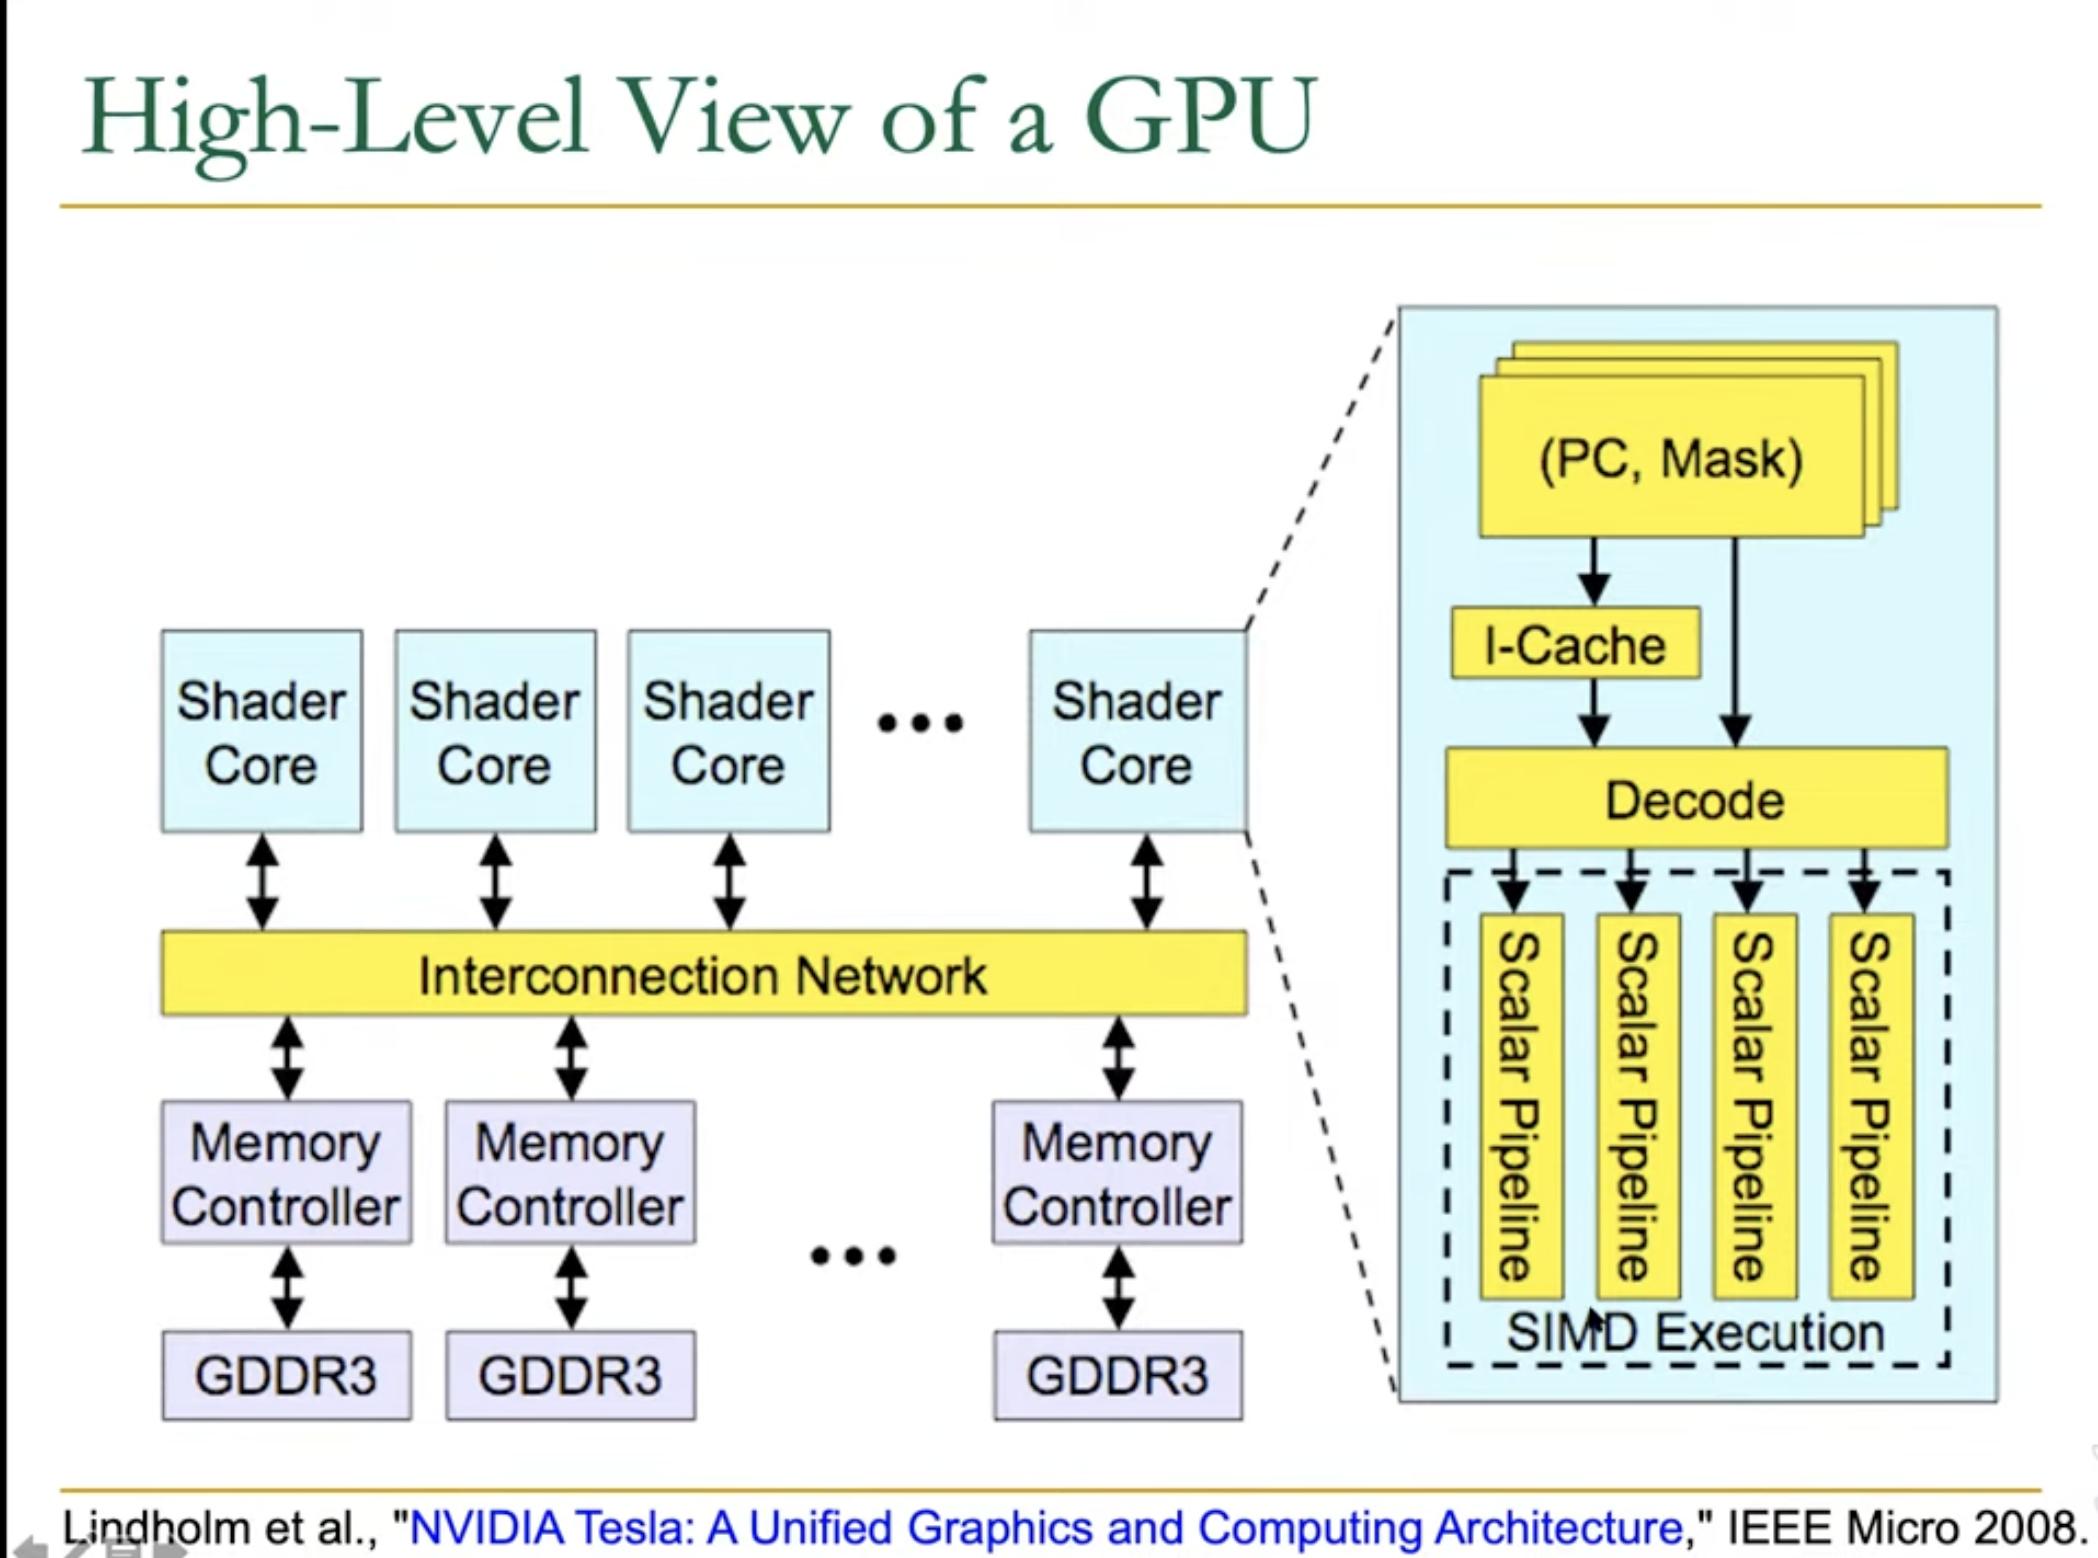 High-Level View of a GPU
Shader
Core
Shader
Core
Shader
Core
Shader
Core
Interconnection Network
Memory
Controller
Memory
Controller
Memory
Controller
GDDR3
GDDR3
GDDR3
(PC, Mask)
I-Cache
Decode
Scalar Pipeline
Scalar Pipeline
Scalar Pipeline
Scalar Pipeline
SIMD Execution
Lindholm et al., "NVIDIA Tesla: A Unified Graphics and Computing Architecture," IEEE Micro 2008.